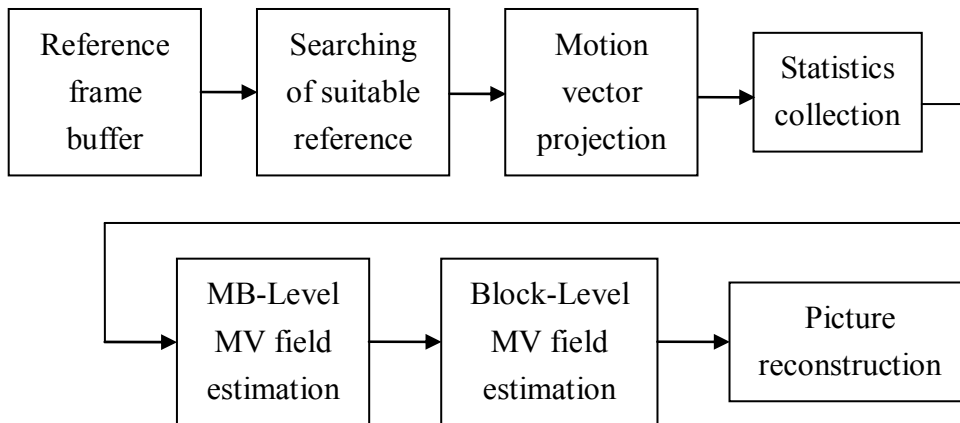 Reference
frame
buffer
Searching
of suitable
reference
Motion
vector
projection
Statistics
collection
MB-Level
MV field
estimation
Block-Level
MV field
estimation
Picture
reconstruction